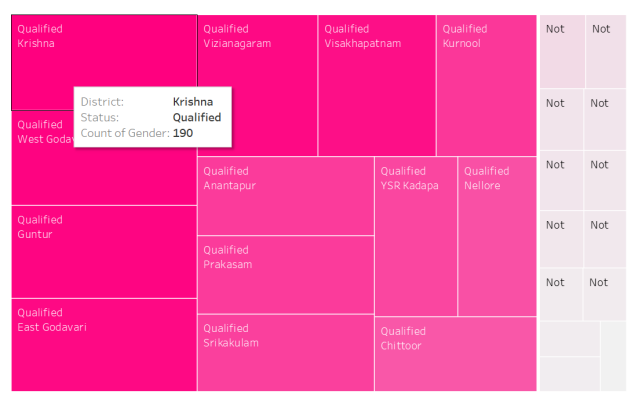 Qualified
Krishna
Qualified
Vizianagaram
Qualified
Visakhapatnam
Qualified
Kurnool
Not
Not
District: Krishna
Status: Qualified
Count of Gender: 190
Qualified
West Godav
Not
Not
Qualified
Anantapur
Qualified
YSR Kadapa
Qualified
Nellore
Not
Not
Qualified
Guntur
Not
Not
Qualified
Prakasam
Not
Not
Qualified
East Godavari
Qualified
Srikakulam
Qualified
Chittoor